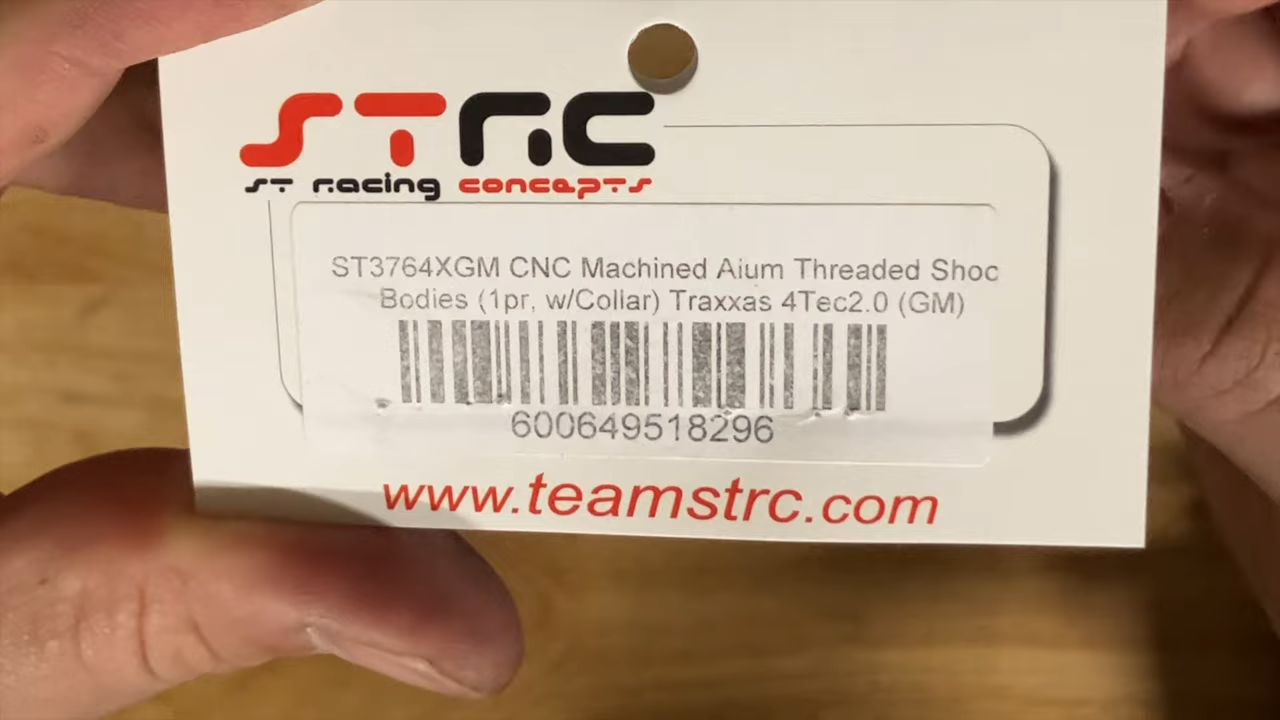 STRC
ST racing concepts
ST3764XGM CNC Machined Aium Threaded Shoc
Bodies (1pr, w/Collar) Traxxas 4Tec2.0 (GM)
600649518296
www.teamstrc.com